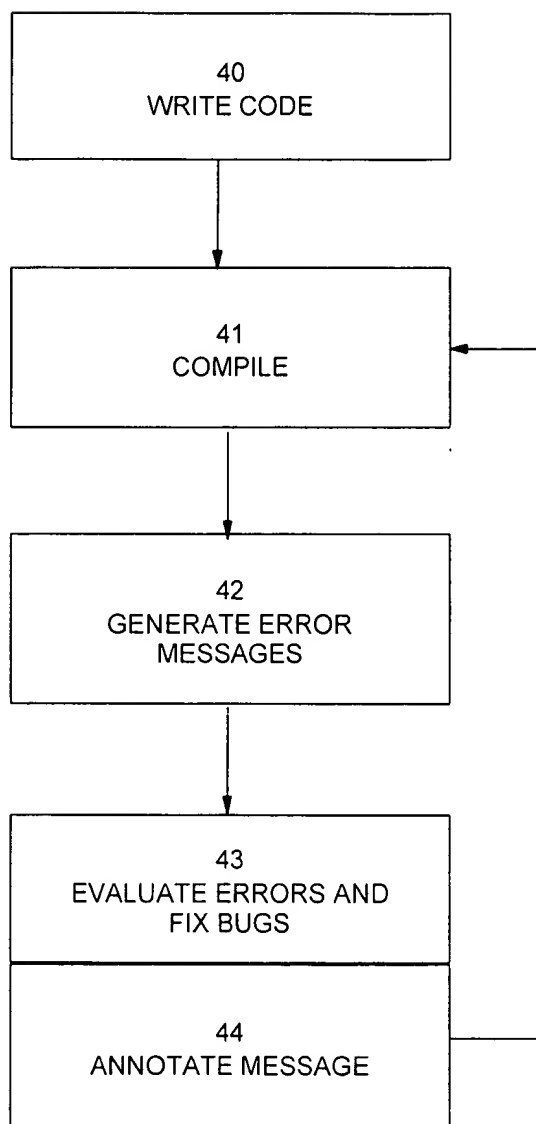 40
WRITE CODE
41
COMPILE
42
GENERATE ERROR
MESSAGES
43
EVALUATE ERRORS AND
FIX BUGS
44
ANNOTATE MESSAGE